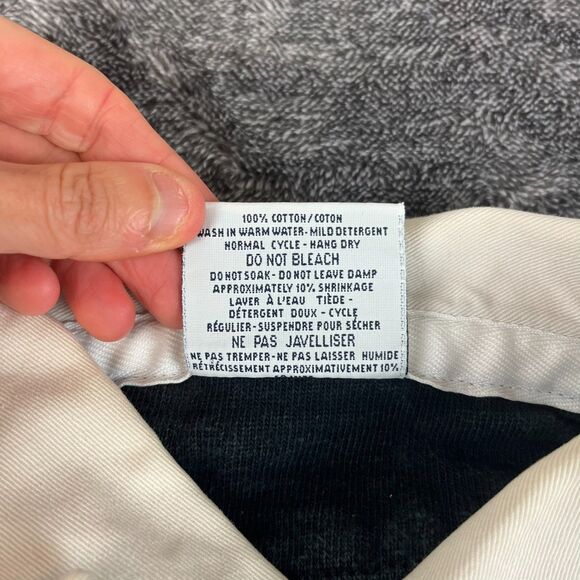 100% COTTON/COTON
WASH IN WARM WATER- MILD DETERGENT
NORMAL CYCLE - HANG DRY
DO NOT BLEACH
DO NOT SOAK - DO NOT LEAVE DAMP
APPROXIMATELY 10% SHRINKAGE
LAVER À L'EAU TIÈDE -
DÉTERGENT DOUX - CYCLE
RÉGULIER-SUSPENDRE POUR SÉCHER
NE PAS JAVELLISER
NE PAS TREMPER-NE PAS LAISSER HUMIDE
RÉTRÉCISSEMENT APPROXIMATIVEMENT 10%